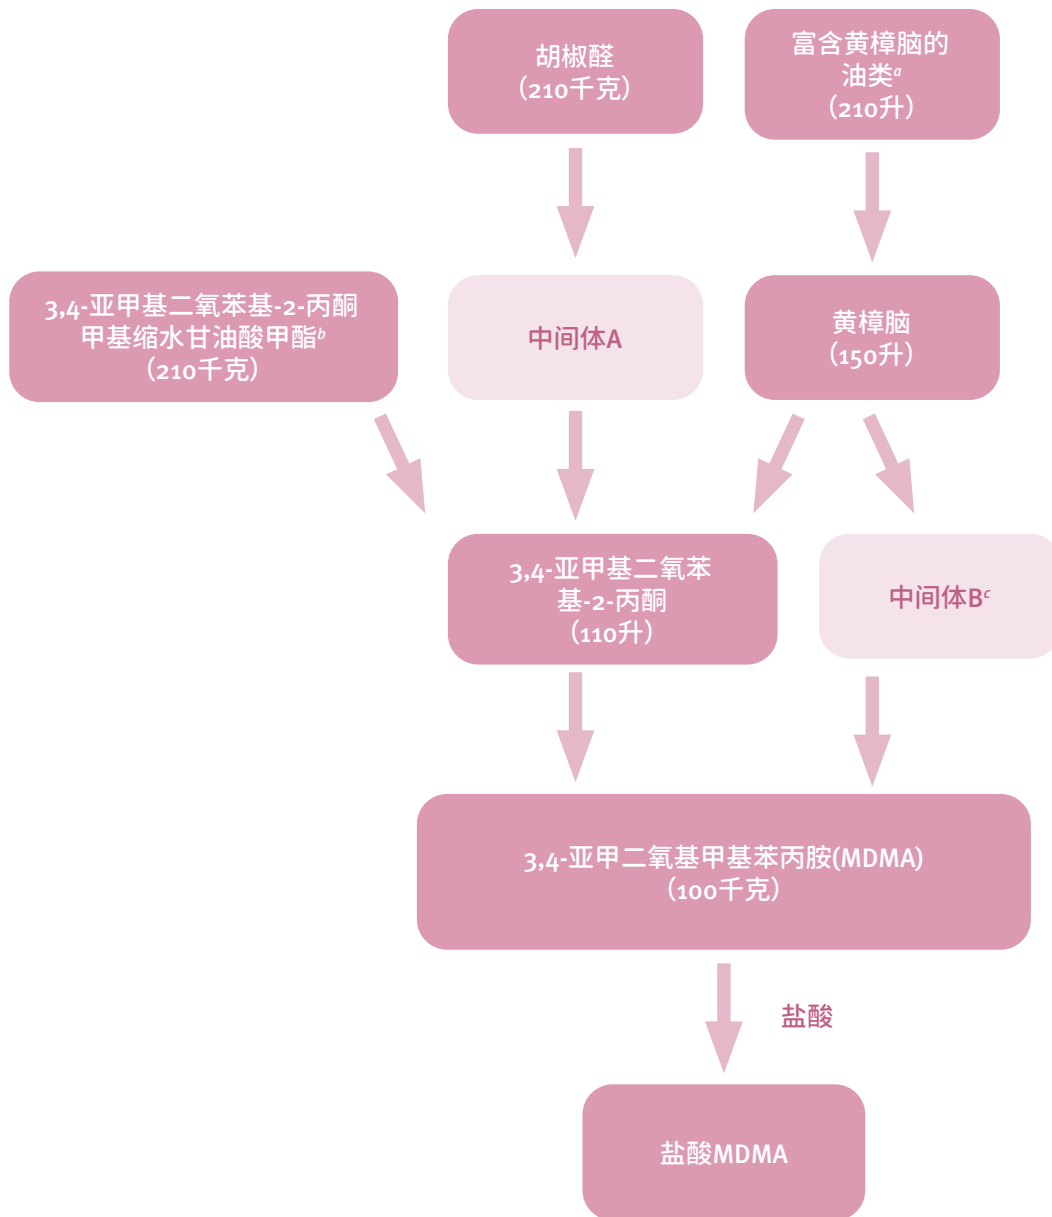 胡椒醛
（210千克）
富含黄樟脑的
油类a
（210升）
3,4-亚甲基二氧苯基-2-丙酮
甲基缩水甘油酸甲酯b
（210千克）
中间体A
黄樟脑
（150升）
3,4-亚甲基二氧苯
基-2-丙酮
（110升）
中间体Bc
3,4-亚甲二氧基甲基苯丙胺(MDMA)
（100千克）
盐酸
盐酸MDMA